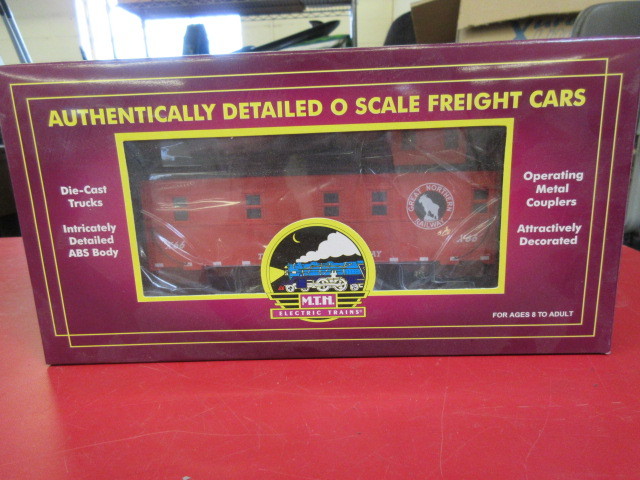 AUTHENTICALLY DETAILED O SCALE FREIGHT CARS
Die-Cast
Trucks
Intricately
Detailed
ABS Body
Operating
Metal
Couplers
Attractively
Decorated
GREAT NORTHERN
RAILWAY
M.T.H.
ELECTRIC TRAINS
FOR AGES 8 TO ADULT